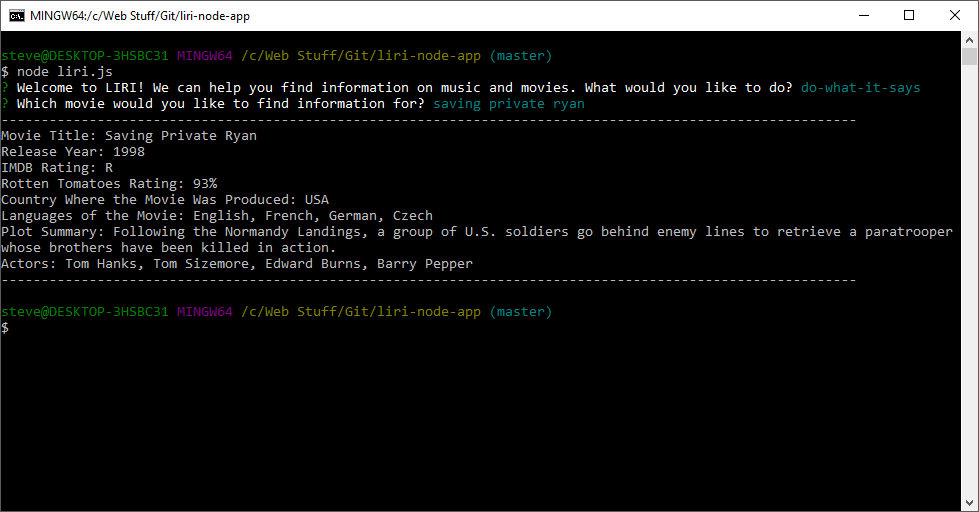 MINGW64:/c/Web Stuff/Git/liri-node-app
steve@DESKTOP-3HSBC31 MINGW64 /c/Web Stuff/Git/liri-node-app (master)
$ node liri.js
? Welcome to LIRI! We can help you find information on music and movies. What would you like to do? do-what-it-says
? Which movie would you like to find information for? saving private ryan
-----------------------------------------------------------------------------------------------------------
Movie Title: Saving Private Ryan
Release Year: 1998
IMDB Rating: R
Rotten Tomatoes Rating: 93%
Country Where the Movie Was Produced: USA
Languages of the Movie: English, French, German, Czech
Plot Summary: Following the Normandy Landings, a group of U.S. soldiers go behind enemy lines to retrieve a paratrooper
whose brothers have been killed in action.
Actors: Tom Hanks, Tom Sizemore, Edward Burns, Barry Pepper
-----------------------------------------------------------------------------------------------------------
steve@DESKTOP-3HSBC31 MINGW64 /c/Web Stuff/Git/liri-node-app (master)
$